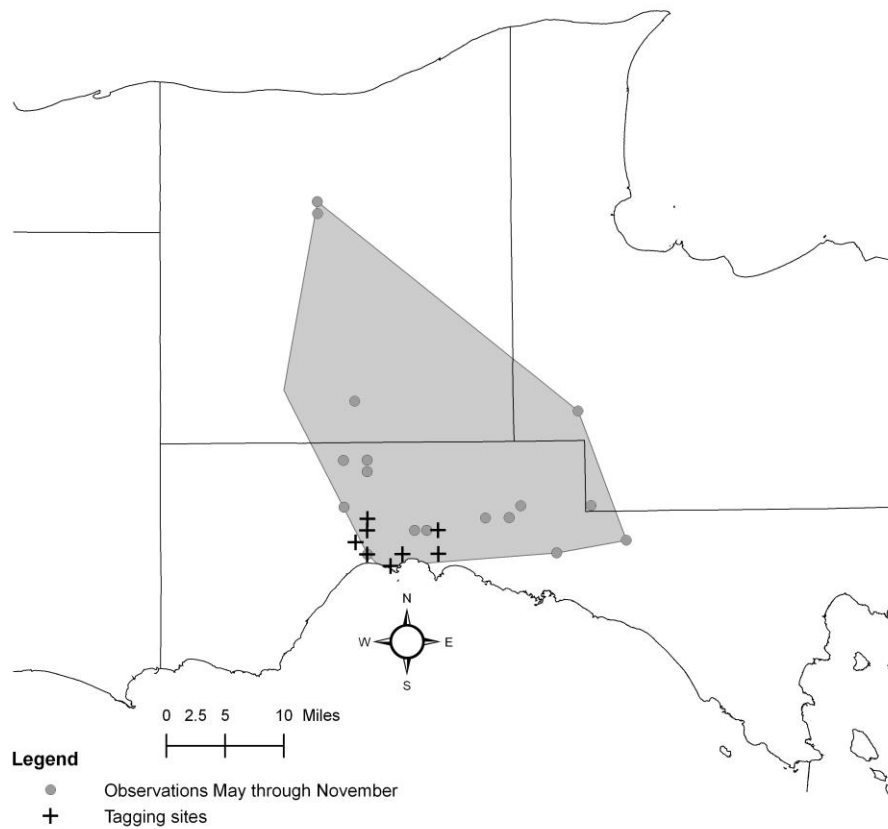 N
W E
S
0 2.5 5 10 Miles
Legend
Observations May through November
Tagging sites